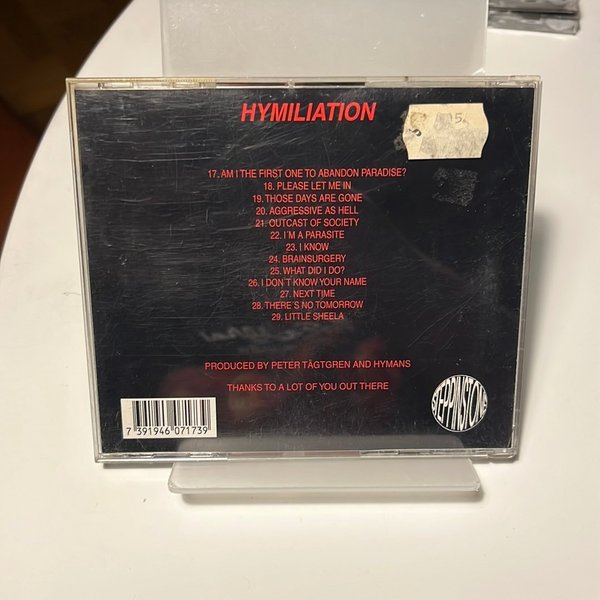 HYMILIATION
5.
17. AM I THE FIRST ONE TO ABANDON PARADISE?
18. PLEASE LET ME IN
19. THOSE DAYS ARE GONE
20. AGGRESSIVE AS HELL
21. OUTCAST OF SOCIETY
22. I´M A PARASITE
23. I KNOW
24. BRAINSURGERY
25. WHAT DID I DO?
26. I DON´T KNOW YOUR NAME
27. NEXT TIME
28. THERE´S NO TOMORROW
29. LITTLE SHEELA
PRODUCED BY PETER TÄGTGREN AND HYMANS
THANKS TO A LOT OF YOU OUT THERE
STEPPINSTONE
7 391946 071739